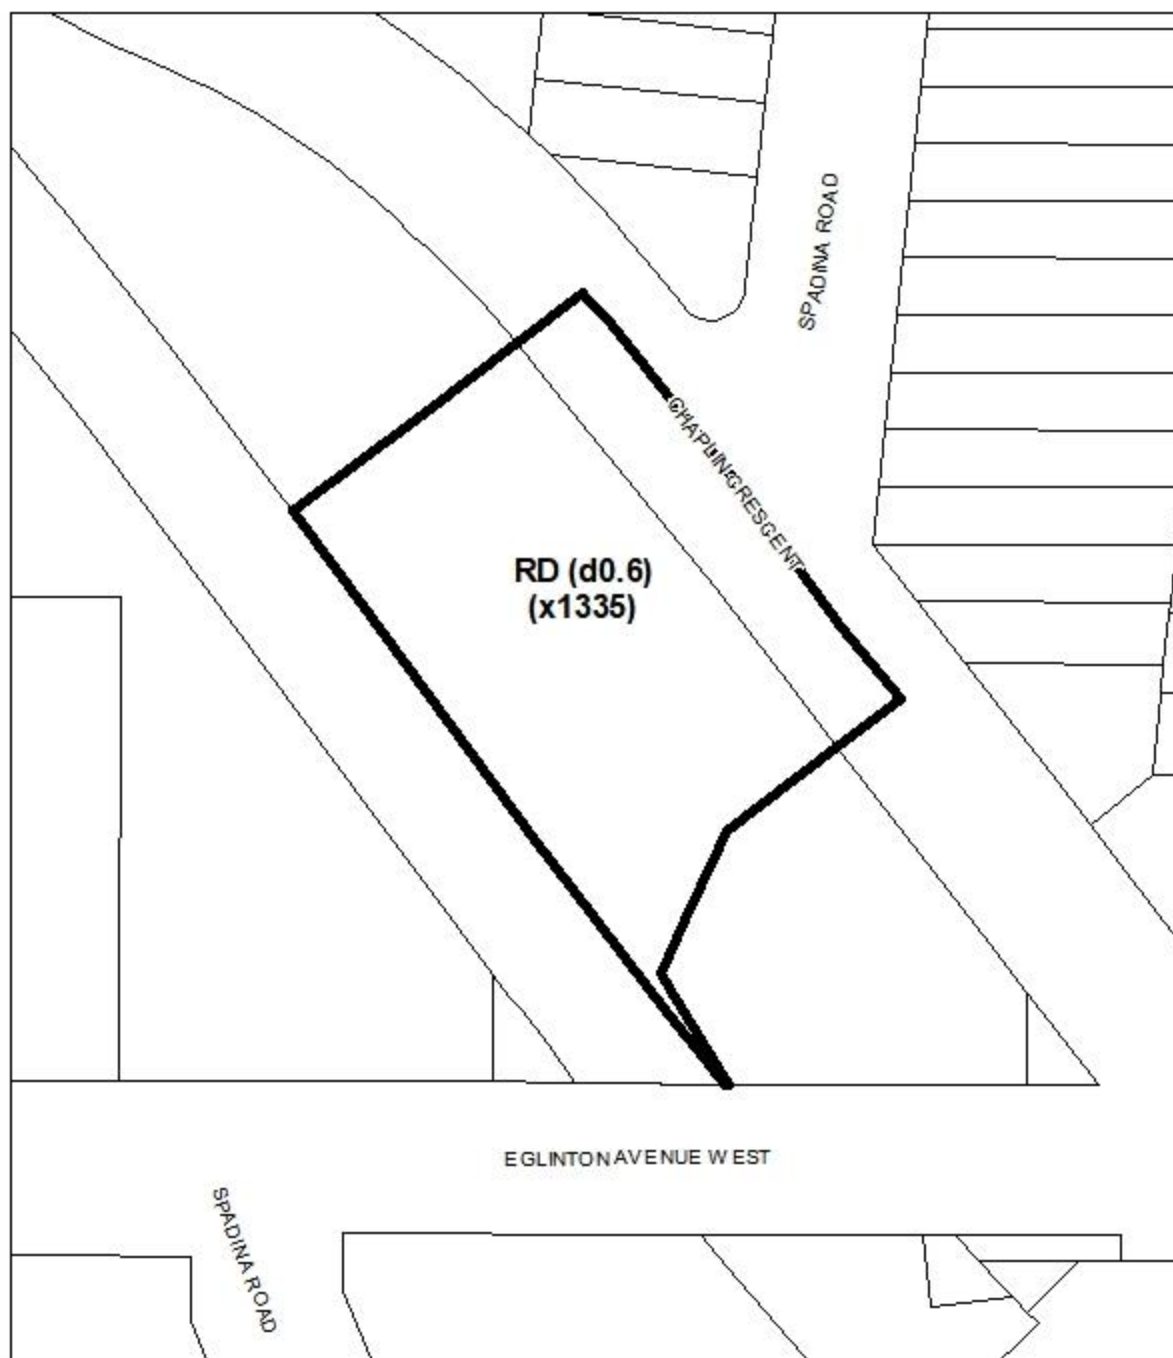 SPADINA ROAD
CHAPLIN CRESCENT
RD (d0.6)
(x1335)
EGLINTON AVENUE WEST
SPADINA ROAD